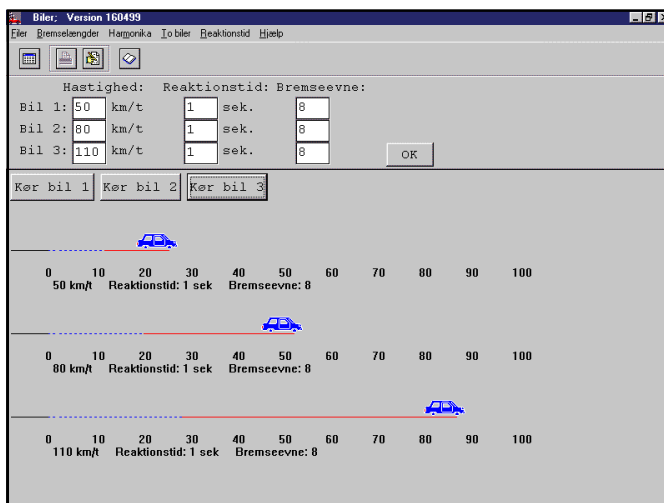 Biler; Version 160499
Filer Bremselængder Harmonika To biler Reaktionstid Hjælp
Hastighed: Reaktionstid: Bremseevne:
Bil 1: 50 km/t 1 sek. 8
Bil 2: 80 km/t 1 sek. 8
Bil 3: 110 km/t 1 sek. 8
OK
Kør bil 1 Kør bil 2 Kør bil 3
0 10 20 30 40 50 60 70 80 90 100
50 km/t Reaktionstid: 1 sek Bremseevne: 8
0 10 20 30 40 50 60 70 80 90 100
80 km/t Reaktionstid: 1 sek Bremseevne: 8
0 10 20 30 40 50 60 70 80 90 100
110 km/t Reaktionstid: 1 sek Bremseevne: 8